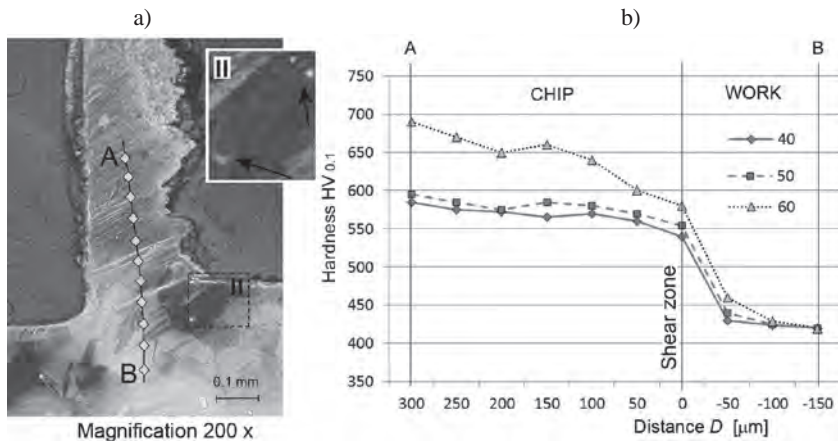 a)
II
A
II
B
0.1 mm
Magnification 200 x
b)
A
B
750
700
650
600
550
500
450
400
350
Hardness HV 0.1
CHIP
WORK
40
50
60
Shear zone
300
250
200
150
100
50
0
-50
-100
-150
Distance D [µm]